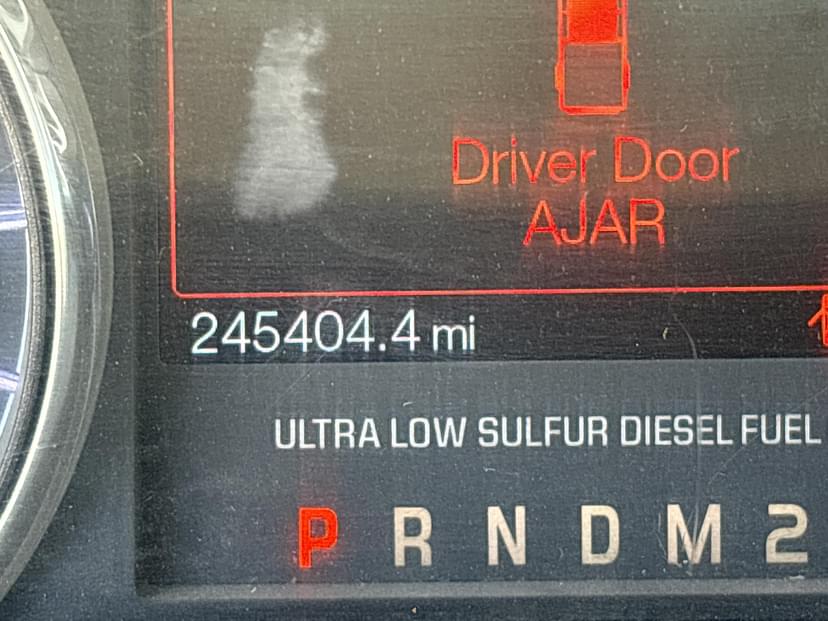 Driver Door
AJAR
245404.4 mi
ULTRA LOW SULFUR DIESEL FUEL
P R N D M 2